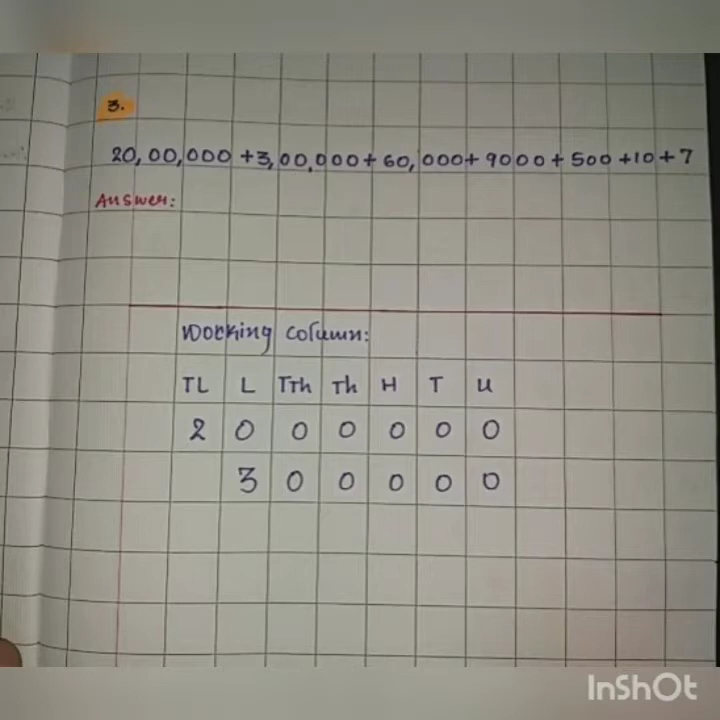 3.
20,00,000 + 3,00,000 + 60,000 + 9000 + 500 + 10 + 7
Answer:
Working column:
TL L Tth Th H T U
2 0 0 0 0 0 0
3 0 0 0 0 0
InShOt